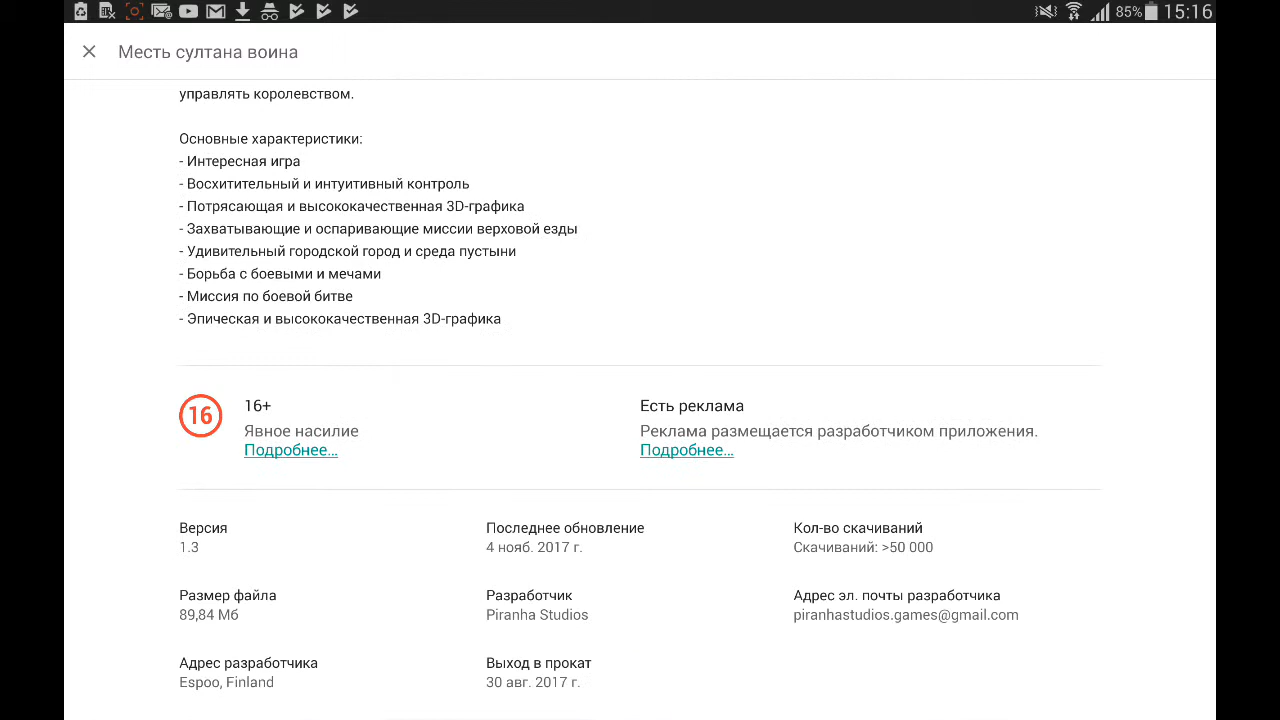 85% 15:16
Месть султана воина
управлять королевством.
Основные характеристики:
- Интересная игра
- Восхитительный и интуитивный контроль
- Потрясающая и высококачественная 3D-графика
- Захватывающие и оспаривающие миссии верховой езды
- Удивительный городской город и среда пустыни
- Борьба с боевыми и мечами
- Миссия по боевой битве
- Эпическая и высококачественная 3D-графика
16
16+
Явное насилие
Подробнее...
Есть реклама
Реклама размещается разработчиком приложения.
Подробнее...
Версия
1.3
Последнее обновление
4 нояб. 2017 г.
Кол-во скачиваний
Скачиваний: >50 000
Размер файла
89,84 Мб
Разработчик
Piranha Studios
Адрес эл. почты разработчика
piranhastudios.games@gmail.com
Адрес разработчика
Espoo, Finland
Выход в прокат
30 авг. 2017 г.